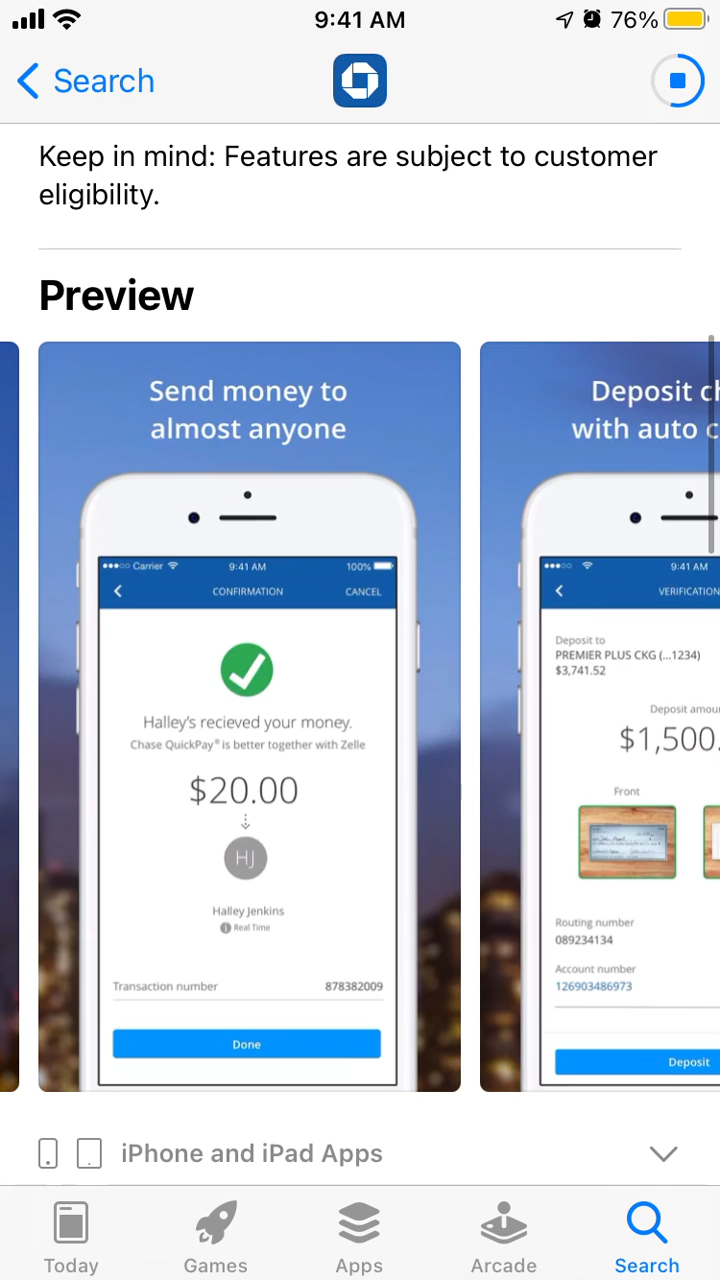 9:41 AM
76%
Search
Keep in mind: Features are subject to customer
eligibility.
Preview
Send money to
almost anyone
Carrier
9:41 AM
100%
CONFIRMATION
CANCEL
Halley's recieved your money.
Chase QuickPay® is better together with Zelle
$20.00
HJ
Halley Jenkins
Real Time
Transaction number
878382009
Done
Deposit ch
with auto c
9:41 AM
VERIFICATION
Deposit to
PREMIER PLUS CKG (...1234)
$3,741.52
Deposit amou
$1,500.
Front
Routing number
089234134
Account number
126903486973
Deposit
iPhone and iPad Apps
Today
Games
Apps
Arcade
Search